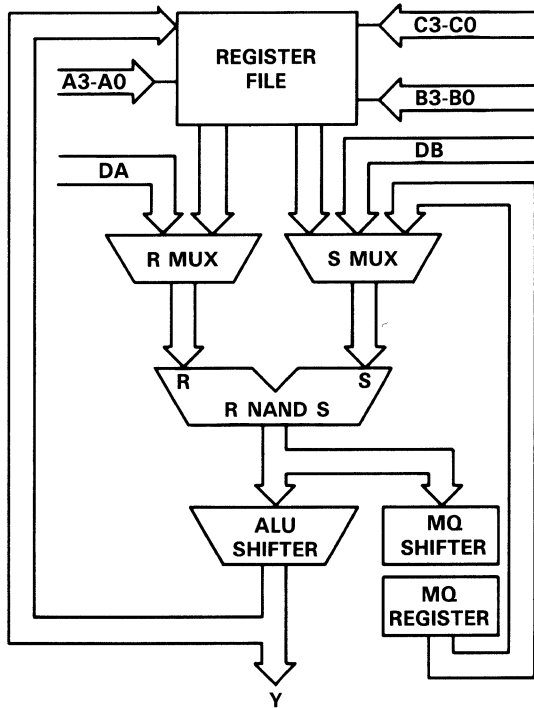 REGISTER
FILE
C3-C0
A3-A0
B3-B0
DA
DB
R MUX
S MUX
R
S
R NAND S
ALU
SHIFTER
MQ
SHIFTER
MQ
REGISTER
Y